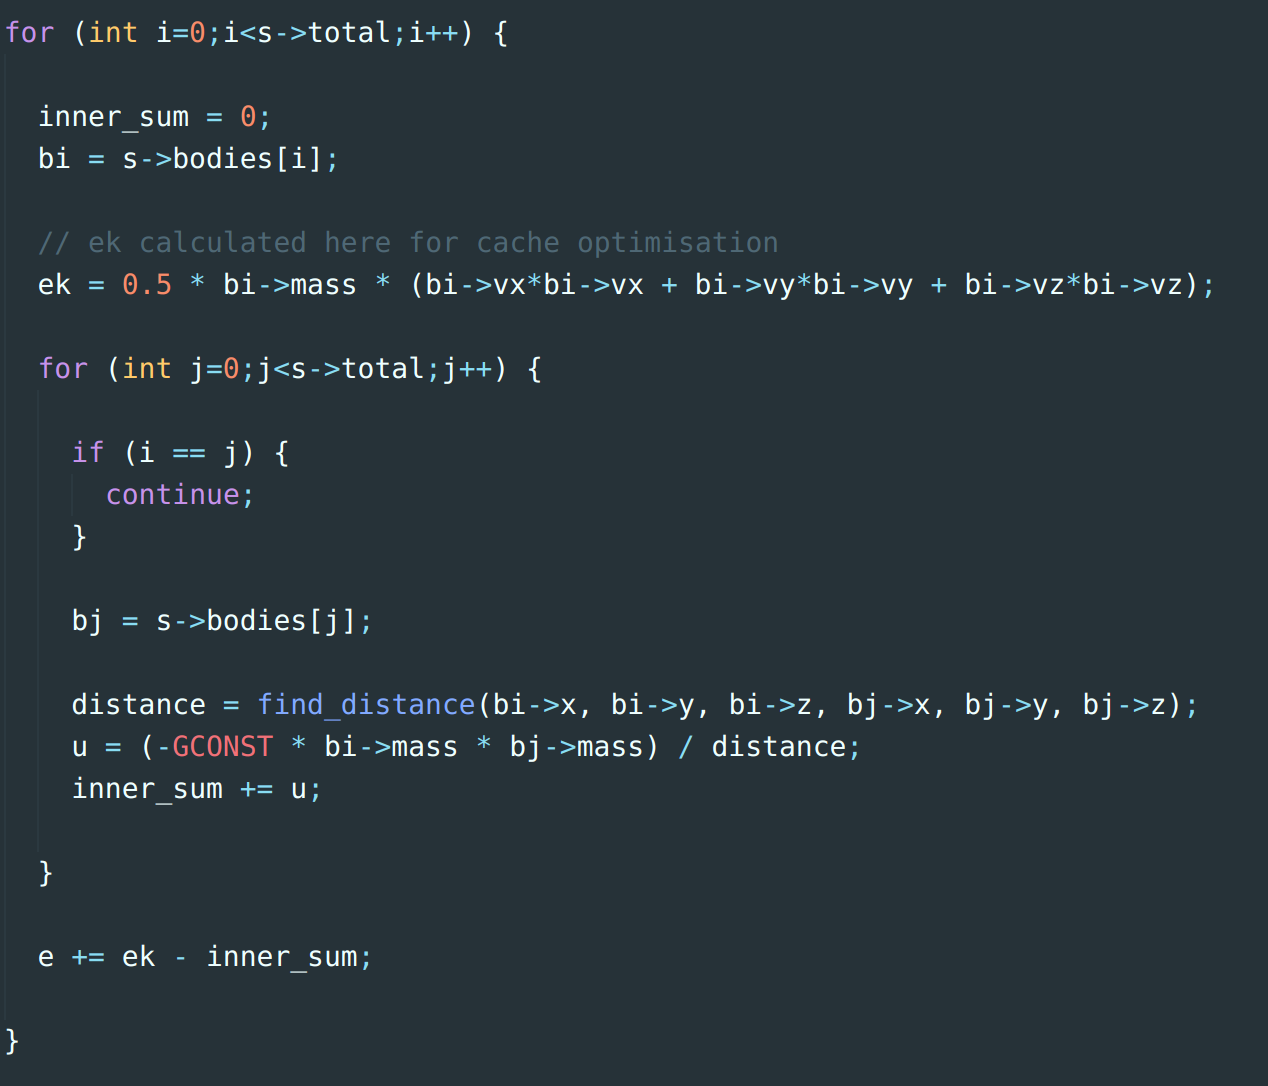 for (int i=0;i<s->total;i++) {
inner_sum = 0;
bi = s->bodies[i];
// ek calculated here for cache optimisation
ek = 0.5 * bi->mass * (bi->vx*bi->vx + bi->vy*bi->vy + bi->vz*bi->vz);
for (int j=0;j<s->total;j++) {
if (i == j) {
continue;
}
bj = s->bodies[j];
distance = find_distance(bi->x, bi->y, bi->z, bj->x, bj->y, bj->z);
u = (-GCONST * bi->mass * bj->mass) / distance;
inner_sum += u;
}
e += ek - inner_sum;
}